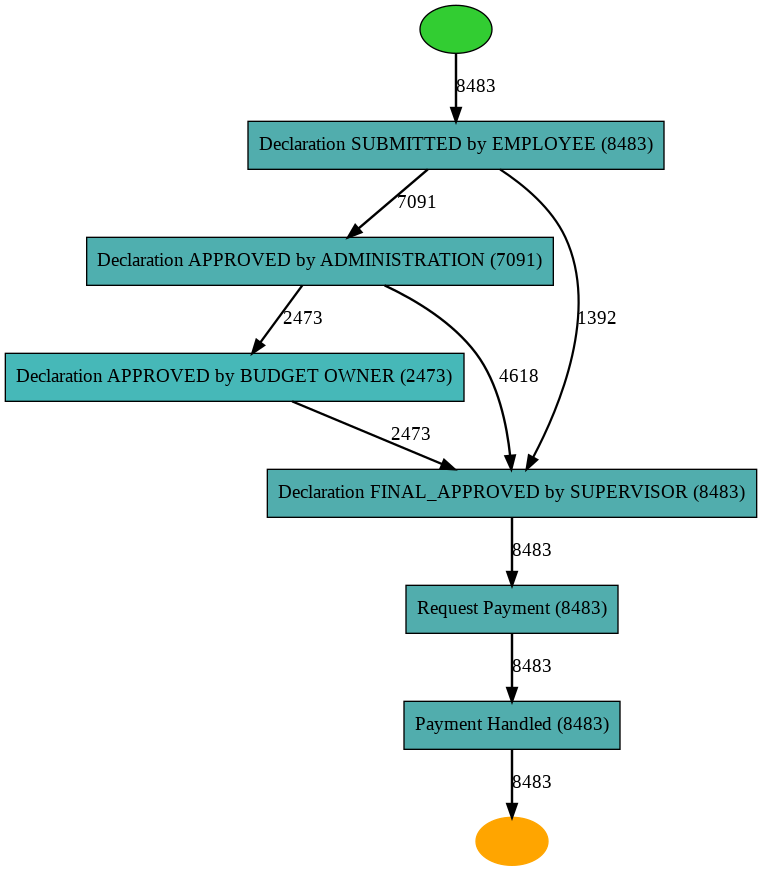 8483
Declaration SUBMITTED by EMPLOYEE (8483)
7091
Declaration APPROVED by ADMINISTRATION (7091)
2473
1392
Declaration APPROVED by BUDGET OWNER (2473)
4618
2473
Declaration FINAL_APPROVED by SUPERVISOR (8483)
8483
Request Payment (8483)
8483
Payment Handled (8483)
8483